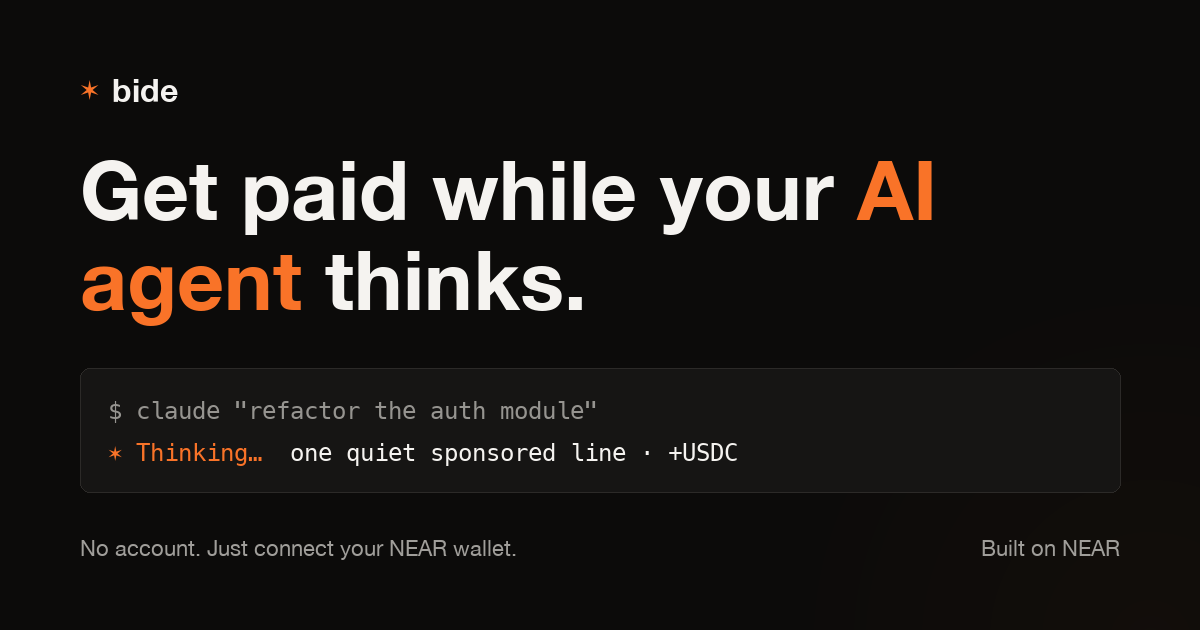 ✶ bide
Get paid while your AI
agent thinks.
$ claude "refactor the auth module"
✶ Thinking… one quiet sponsored line · +USDC
No account. Just connect your NEAR wallet.
Built on NEAR